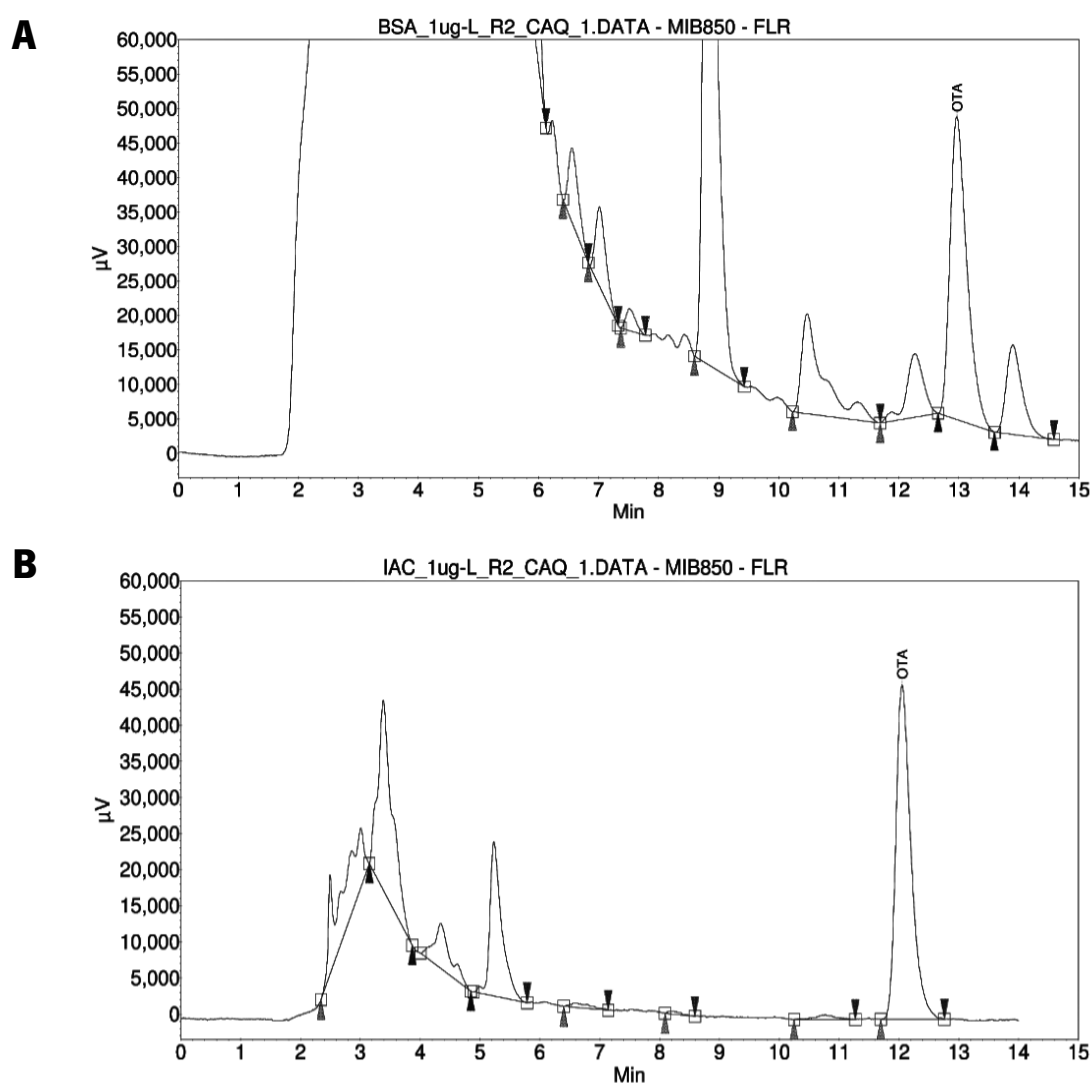 A
BSA_1ug-L_R2_CAQ_1.DATA - MIB850 - FLR
60,000
55,000
50,000
45,000
40,000
35,000
30,000
25,000
20,000
15,000
10,000
5,000
0
µV
OTA
0 1 2 3 4 5 6 7 8 9 10 11 12 13 14 15
Min
B
IAC_1ug-L_R2_CAQ_1.DATA - MIB850 - FLR
60,000
55,000
50,000
45,000
40,000
35,000
30,000
25,000
20,000
15,000
10,000
5,000
0
µV
OTA
0 1 2 3 4 5 6 7 8 9 10 11 12 13 14 15
Min